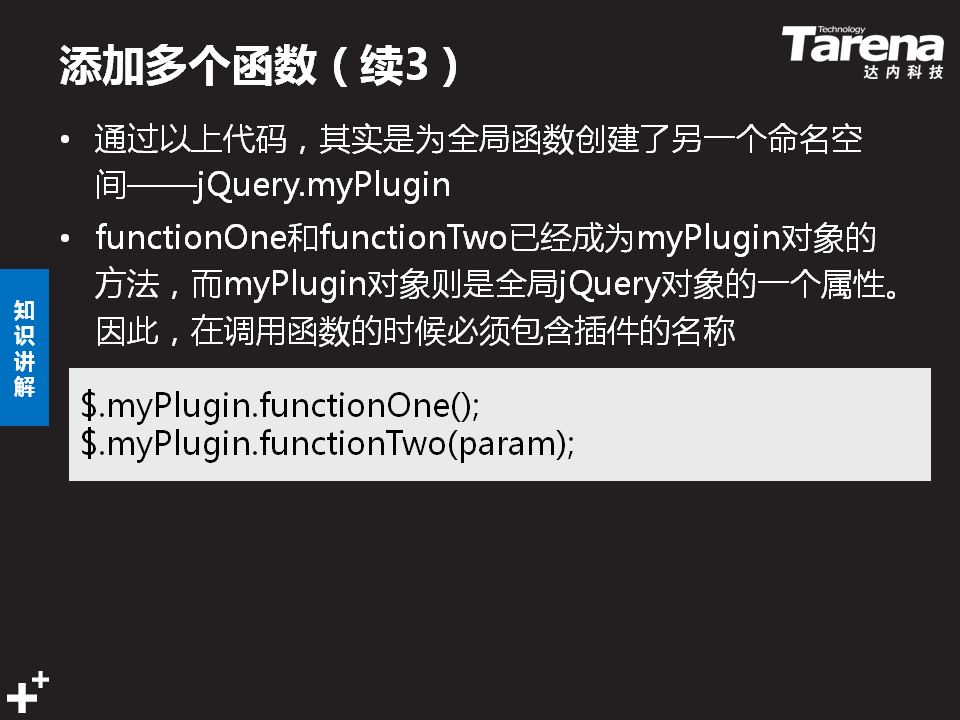 添加多个函数（续3）
Technology
Tarena
达内科技
• 通过以上代码，其实是为全局函数创建了另一个命名空
间——jQuery.myPlugin
• functionOne和functionTwo已经成为myPlugin对象的
方法，而myPlugin对象则是全局jQuery对象的一个属性。
因此，在调用函数的时候必须包含插件的名称
知识讲解
$.myPlugin.functionOne();
$.myPlugin.functionTwo(param);